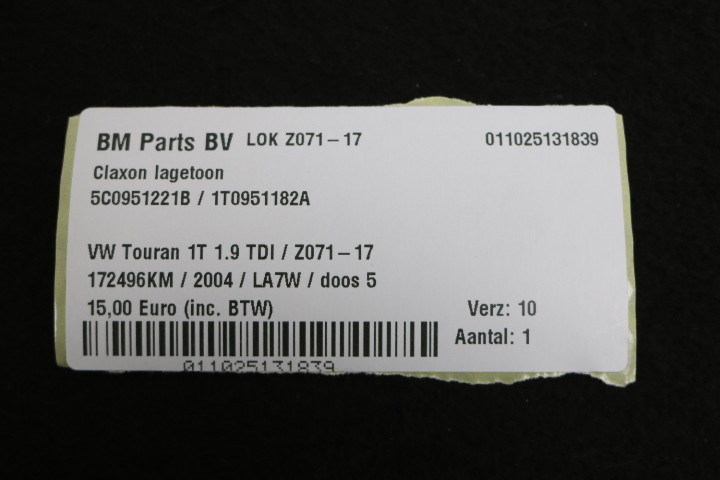 BM Parts BV LOK Z071-17 011025131839
Claxon lagetoon
5C0951221B / 1T0951182A
VW Touran 1T 1.9 TDI / Z071-17
172496KM / 2004 / LA7W / doos 5
15,00 Euro (inc. BTW) Verz: 10
Aantal: 1
011025131839